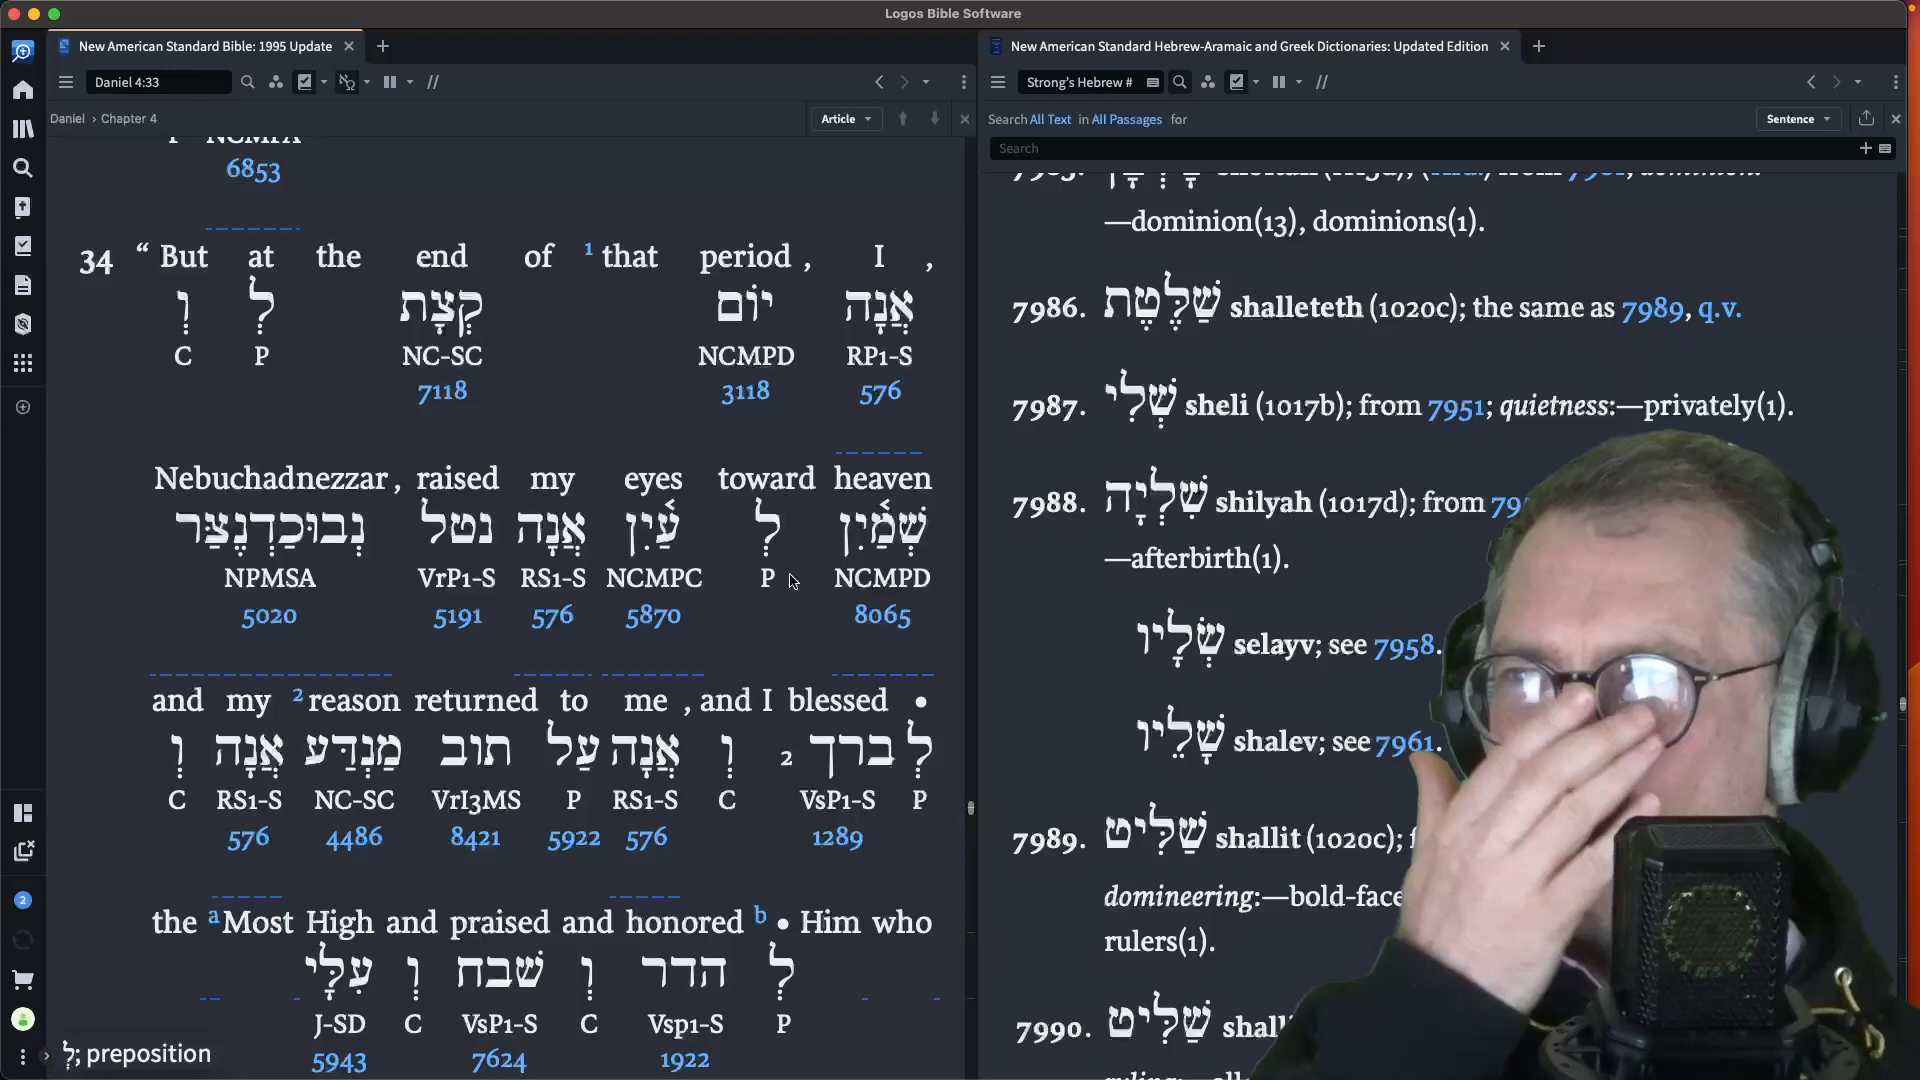 Logos Bible Software
New American Standard Bible: 1995 Update
Daniel 4:33
Daniel › Chapter 4
Article
NCMPA
6853
34 “ But at the end of 1 that period , I ,
וְ לְ קְצָת יוֹם אֲנָה
C P NC-SC NCMPD RP1-S
7118 3118 576
Nebuchadnezzar , raised my eyes toward heaven
נְבוּכַדְנֶצַּר נטל אֲנָה עַ֫יִן לְ שְׁמַ֫יִן
NPMSA VrP1-S RS1-S NCMPC P NCMPD
5020 5191 576 5870 8065
and my 2 reason returned to me , and I blessed •
וְ אֲנָה מַנְדַּע תוב עַל אֲנָה וְ 2 ברך לְ
C RS1-S NC-SC VrI3MS P RS1-S C VsP1-S P
576 4486 8421 5922 576 1289
the a Most High and praised and honored b • Him who
עִלָּי וְ שׁבח וְ הדר לְ
J-SD C VsP1-S C Vsp1-S P
5943 7624 1922
לְ; preposition
2
New American Standard Hebrew-Aramaic and Greek Dictionaries: Updated Edition
Strong’s Hebrew #
Search All Text in All Passages for
Sentence
Search
—dominion(13), dominions(1).
7986. שַׁלֶּטֶת shalleteth (1020c); the same as 7989, q.v.
7987. שְׁלִי sheli (1017b); from 7951; quietness:—privately(1).
7988. שִׁלְיָה shilyah (1017d); from
—afterbirth(1).
שְׂלָיו selayv; see 7958.
שָׁלֵיו shalev; see 7961.
7989. שַׁלִּיט shallit (1020c);
domineering:—bold-face
rulers(1).
7990. שַׁלִּיט